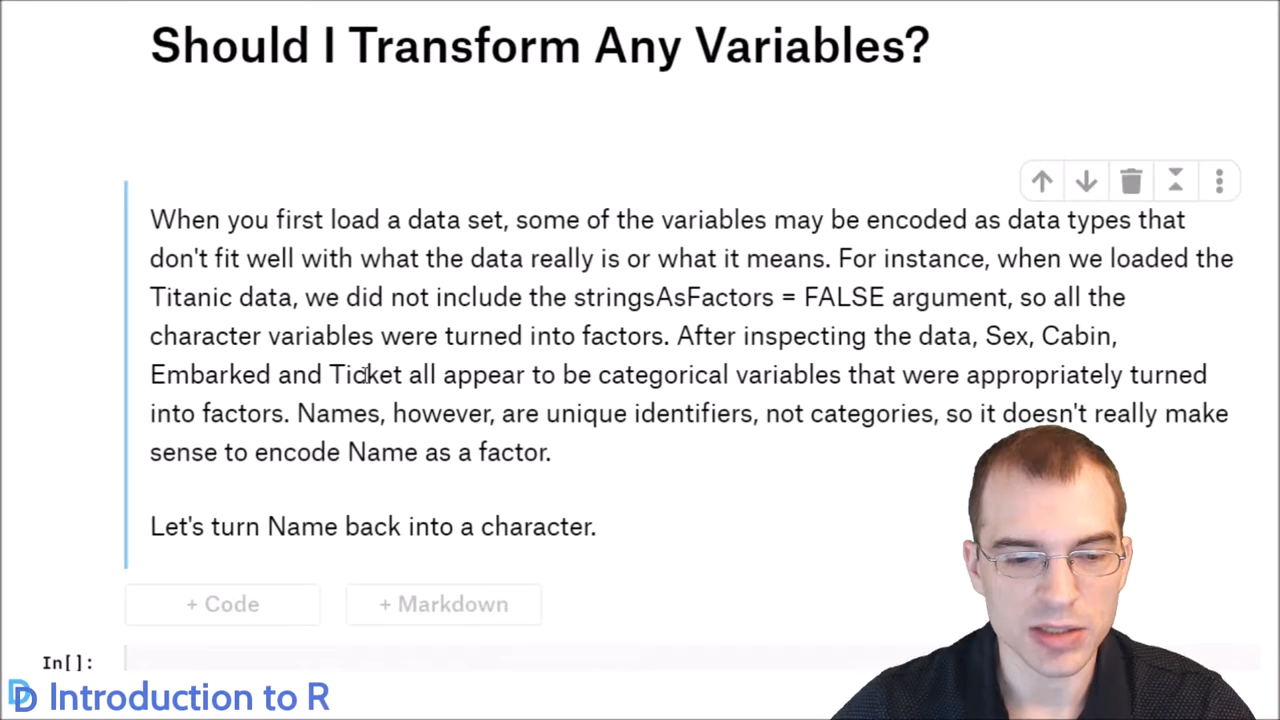 Should I Transform Any Variables?
When you first load a data set, some of the variables may be encoded as data types that
don't fit well with what the data really is or what it means. For instance, when we loaded the
Titanic data, we did not include the stringsAsFactors = FALSE argument, so all the
character variables were turned into factors. After inspecting the data, Sex, Cabin,
Embarked and Ticket all appear to be categorical variables that were appropriately turned
into factors. Names, however, are unique identifiers, not categories, so it doesn't really make
sense to encode Name as a factor.
Let's turn Name back into a character.
+ Code + Markdown
In[]:
D Introduction to R